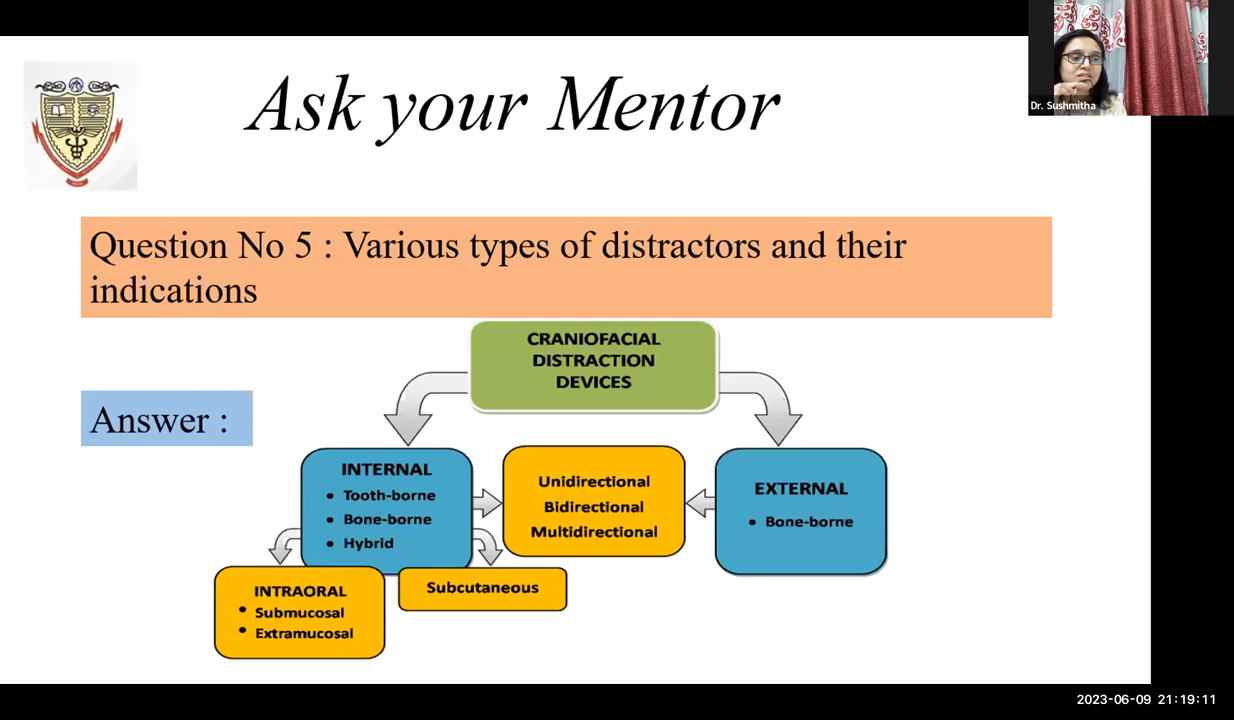 Ask your Mentor
Dr. Sushmitha
Question No 5 : Various types of distractors and their
indications
Answer :
CRANIOFACIAL
DISTRACTION
DEVICES
INTERNAL
• Tooth-borne
• Bone-borne
• Hybrid
Unidirectional
Bidirectional
Multidirectional
EXTERNAL
• Bone-borne
INTRAORAL
• Submucosal
• Extramucosal
Subcutaneous
2023-06-09 21:19:11